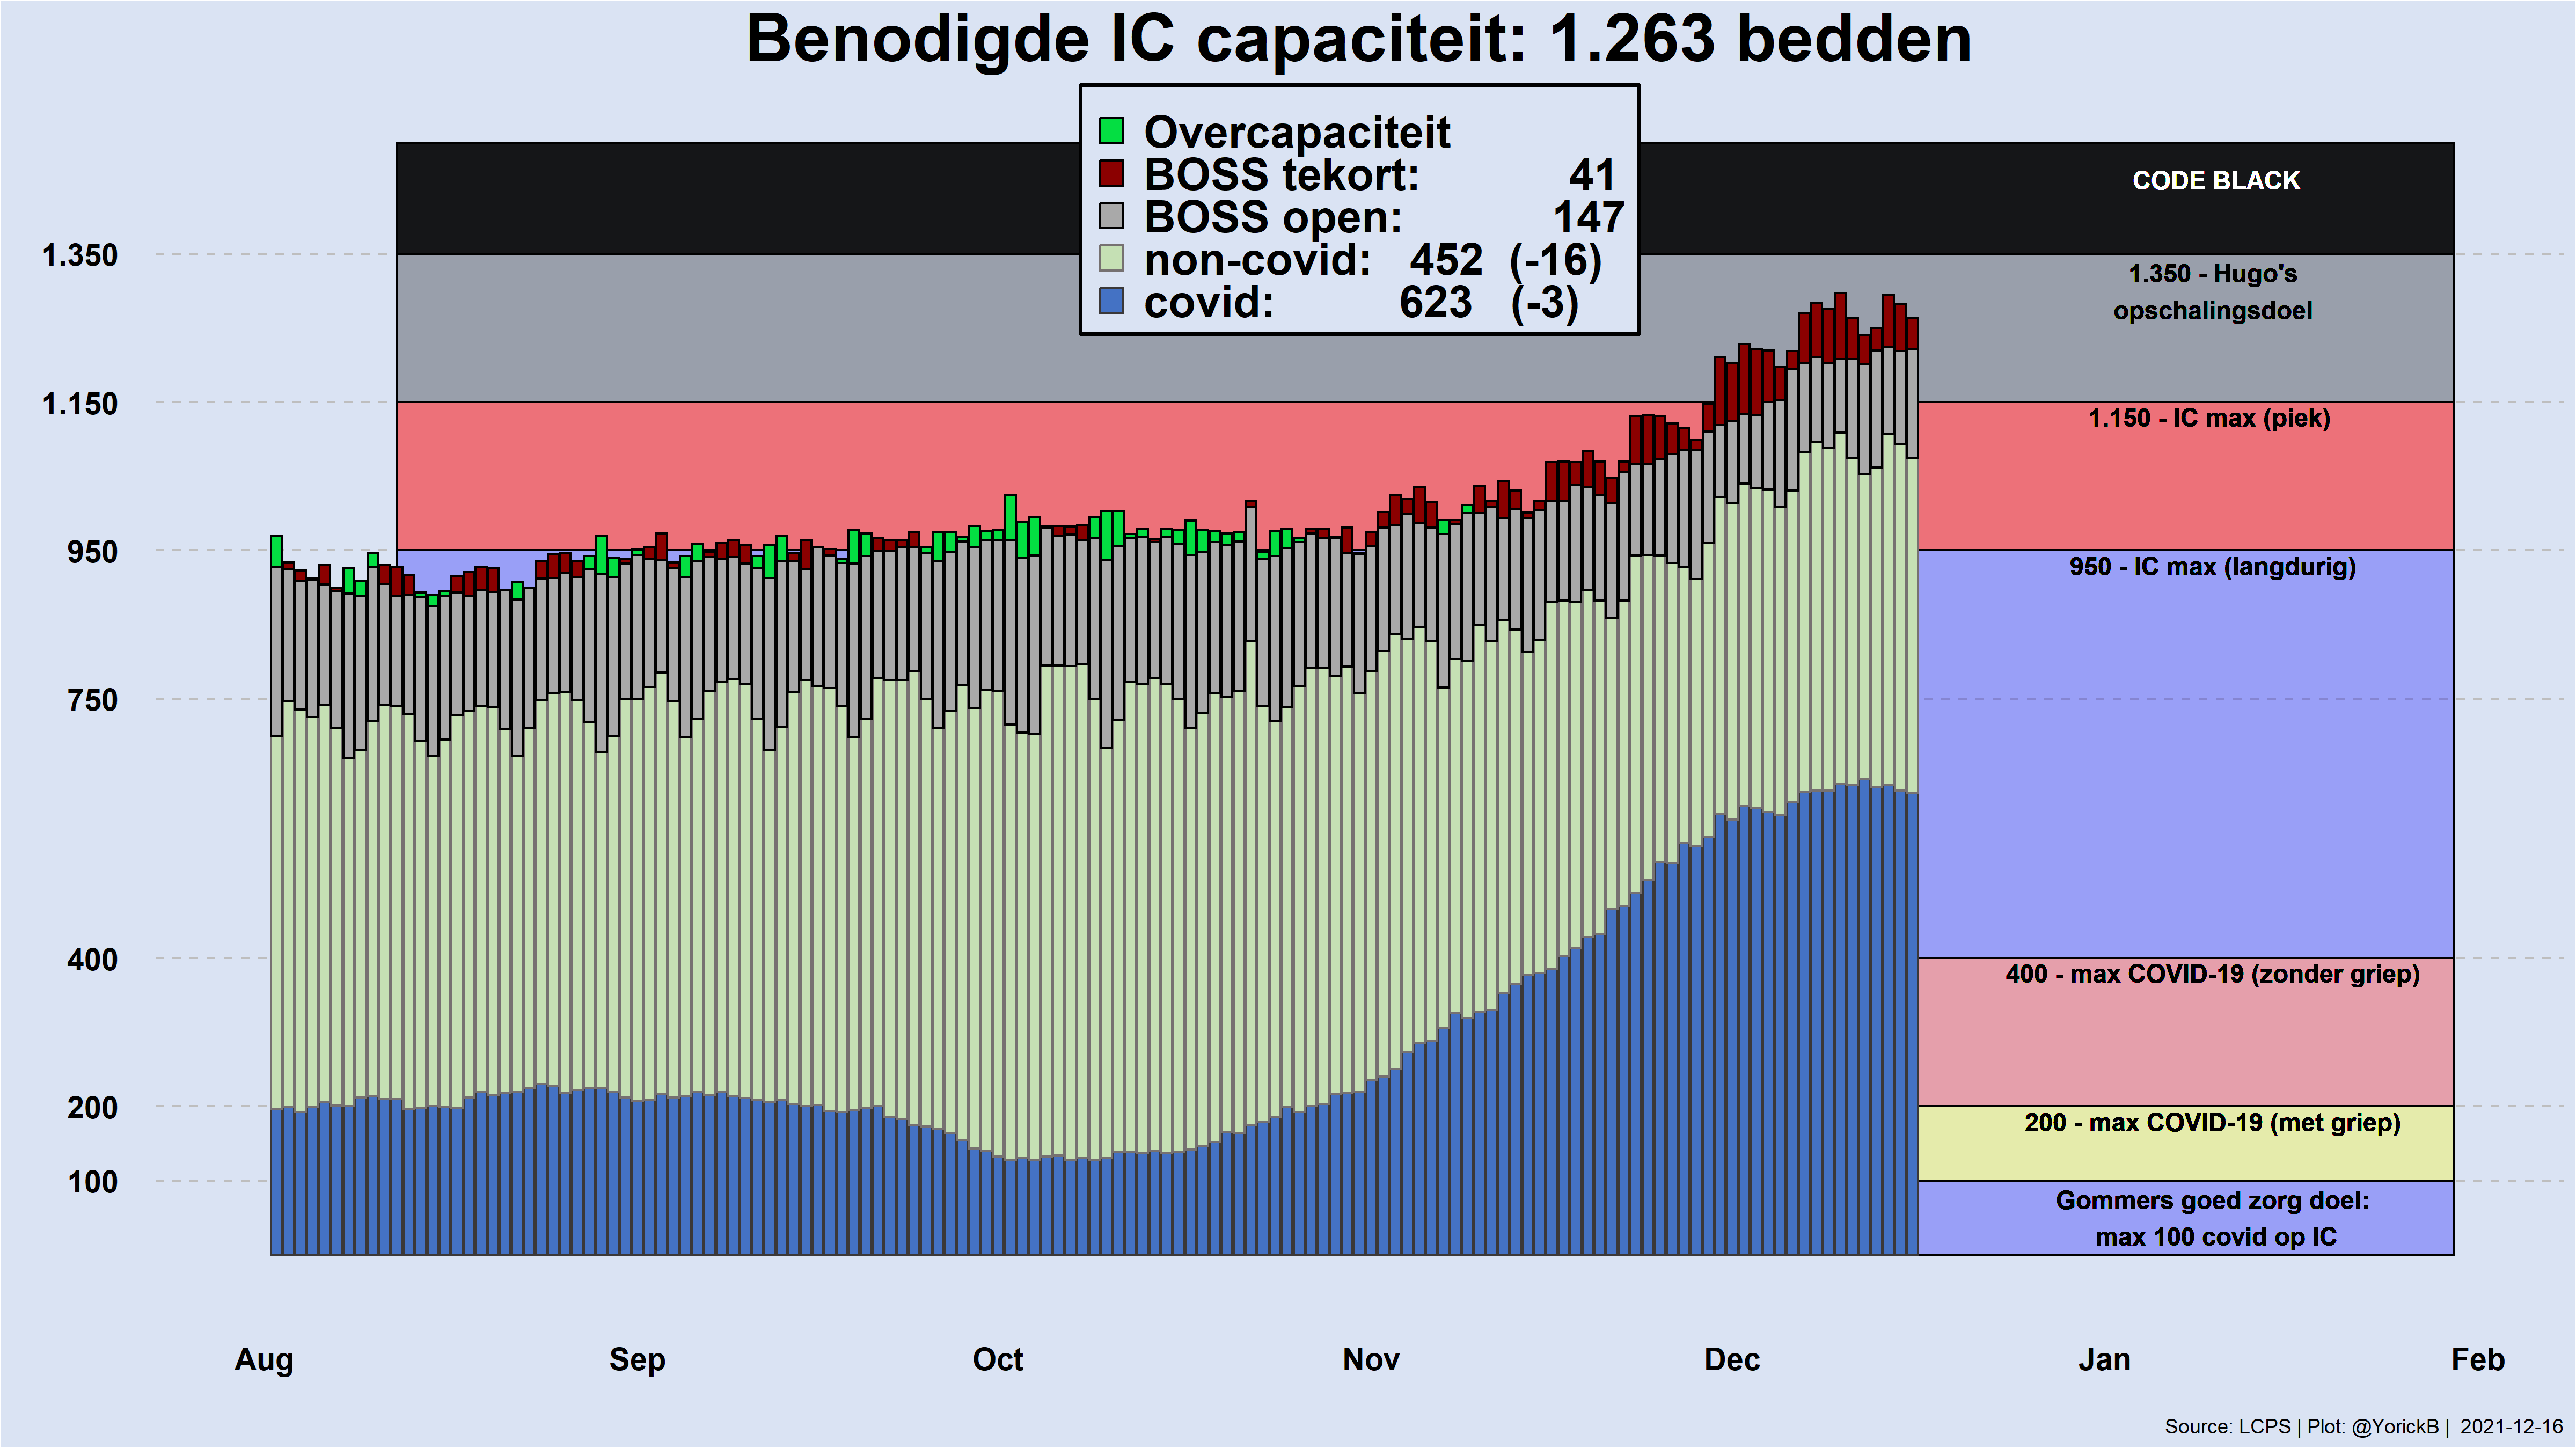 Benodigde IC capaciteit: 1.263 bedden
Overcapaciteit
BOSS tekort: 41
BOSS open: 147
non-covid: 452 (-16)
covid: 623 (-3)
CODE BLACK
1.350
1.350 - Hugo's
opschalingsdoel
1.150
1.150 - IC max (piek)
950
950 - IC max (langdurig)
750
400
400 - max COVID-19 (zonder griep)
200
200 - max COVID-19 (met griep)
100
Gommers goed zorg doel:
max 100 covid op IC
Aug Sep Oct Nov Dec Jan Feb
Source: LCPS | Plot: @YorickB | 2021-12-16